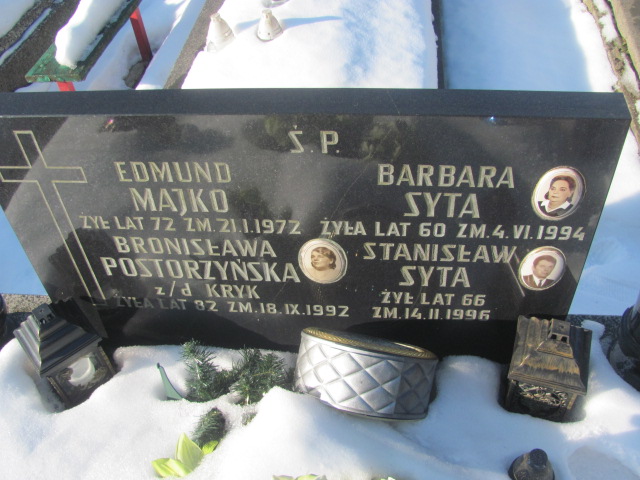 Ś.P.
EDMUND
MAJKO
ŻYŁ LAT 72 ZM. 21.I.1972
BRONISŁAWA
POSTORZYŃSKA
z/d KRYK
ŻYŁA LAT 82 ZM. 18.IX.1992
BARBARA
SYTA
ŻYŁA LAT 60 ZM. 4.VI.1994
STANISŁAW
SYTA
ŻYŁ LAT 66
ZM. 14.II.1996